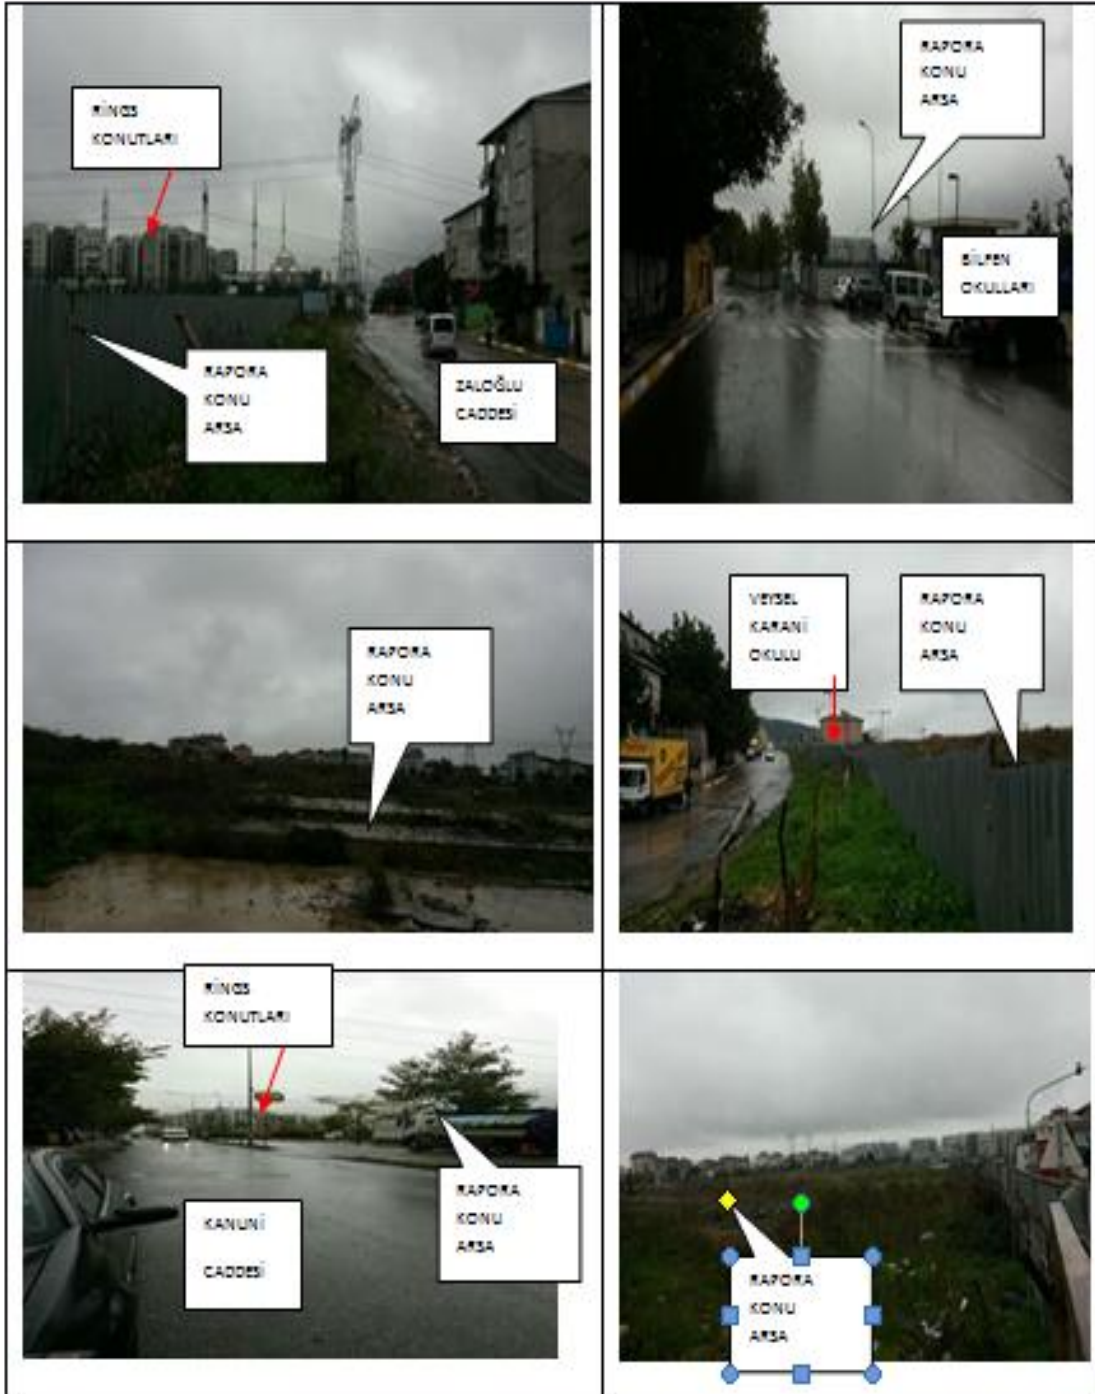 RİNGS
KONUTLARI
RAPORA
KONU
ARSA
ZALOĞLU
CADDESİ
RAPORA
KONU
ARSA
BİLFEN
OKULLARI
RAPORA
KONU
ARSA
VEYSEL
KARANİ
OKULU
RAPORA
KONU
ARSA
RİNGS
KONUTLARI
RAPORA
KONU
ARSA
KANUNİ
CADDESİ
RAPORA
KONU
ARSA